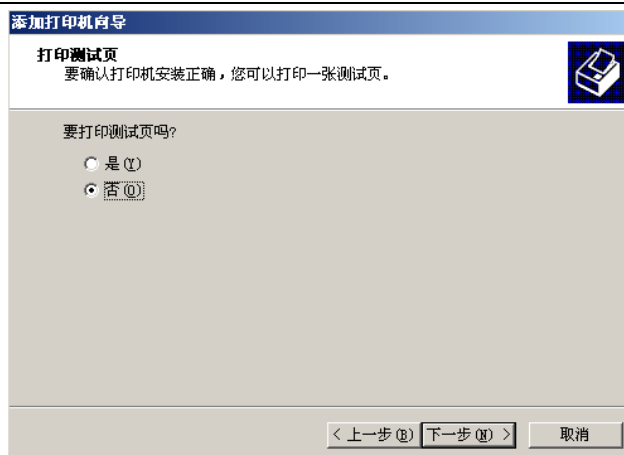 添加打印机向导
打印测试页
要确认打印机安装正确，您可以打印一张测试页。
要打印测试页吗?
是(Y)
否(O)
< 上一步(B) 下一步(N) > 取消